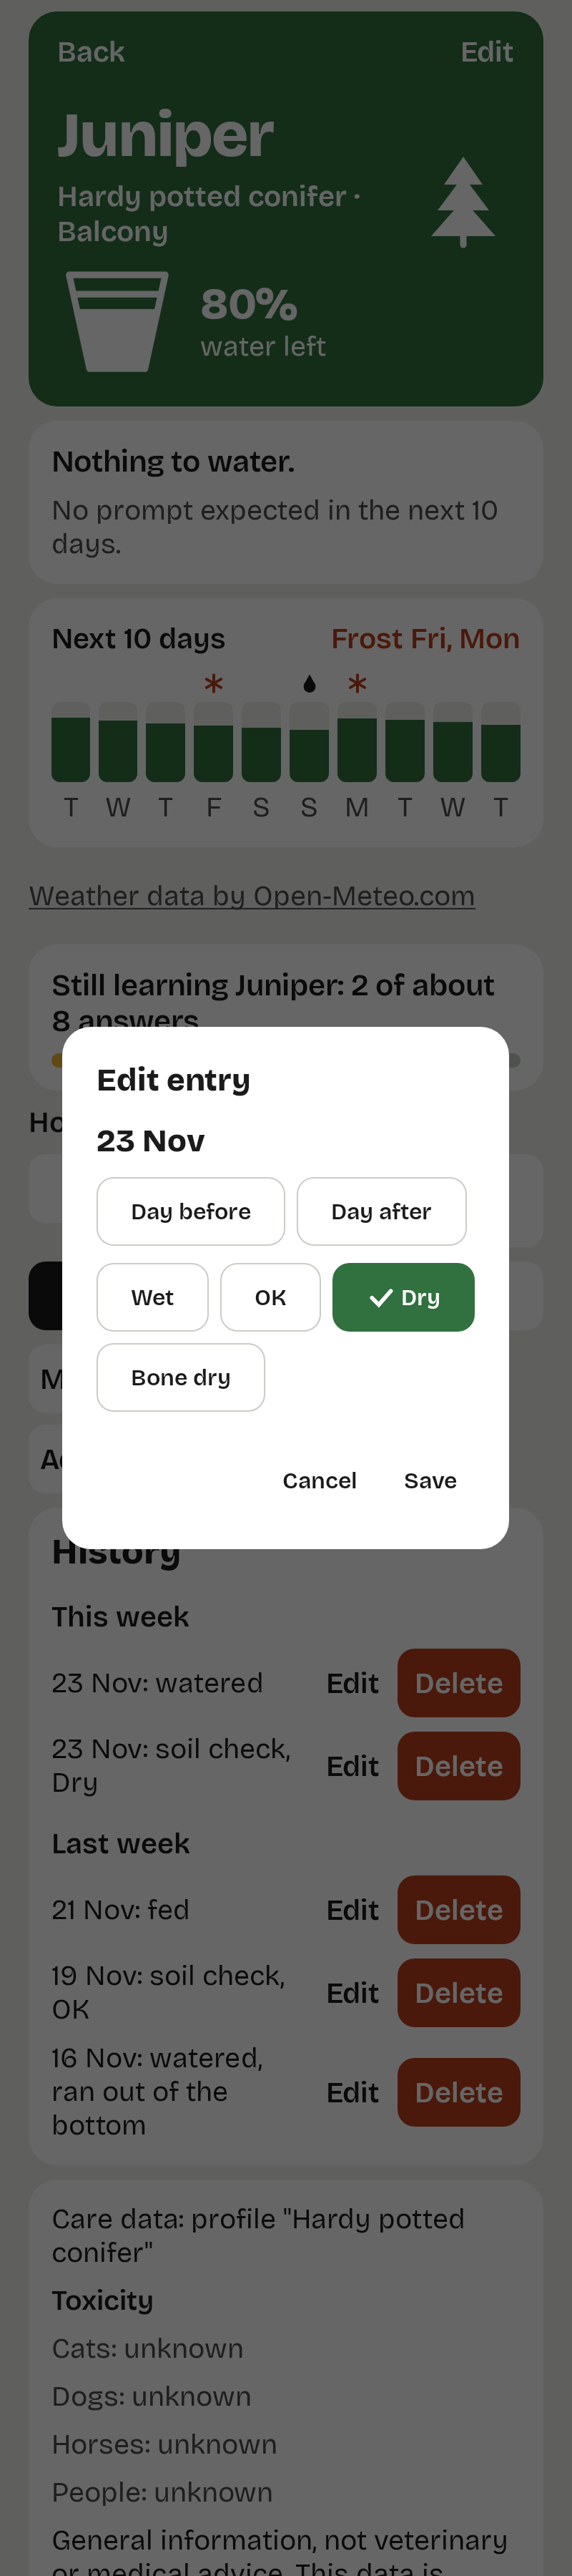 Back
Edit
Juniper
Hardy potted conifer ·
Balcony
80%
water left
Nothing to water.
No prompt expected in the next 10
days.
Next 10 days
Frost Fri, Mon
T W T F S S M T W T
Weather data by Open-Meteo.com
Still learning Juniper: 2 of about
8 answers
Edit entry
23 Nov
Day before
Day after
Wet
OK
Dry
Bone dry
Cancel
Save
History
This week
23 Nov: watered
Edit
Delete
23 Nov: soil check,
Dry
Edit
Delete
Last week
21 Nov: fed
Edit
Delete
19 Nov: soil check,
OK
Edit
Delete
16 Nov: watered,
ran out of the
bottom
Edit
Delete
Care data: profile "Hardy potted
conifer"
Toxicity
Cats: unknown
Dogs: unknown
Horses: unknown
People: unknown
General information, not veterinary
or medical advice. This data is